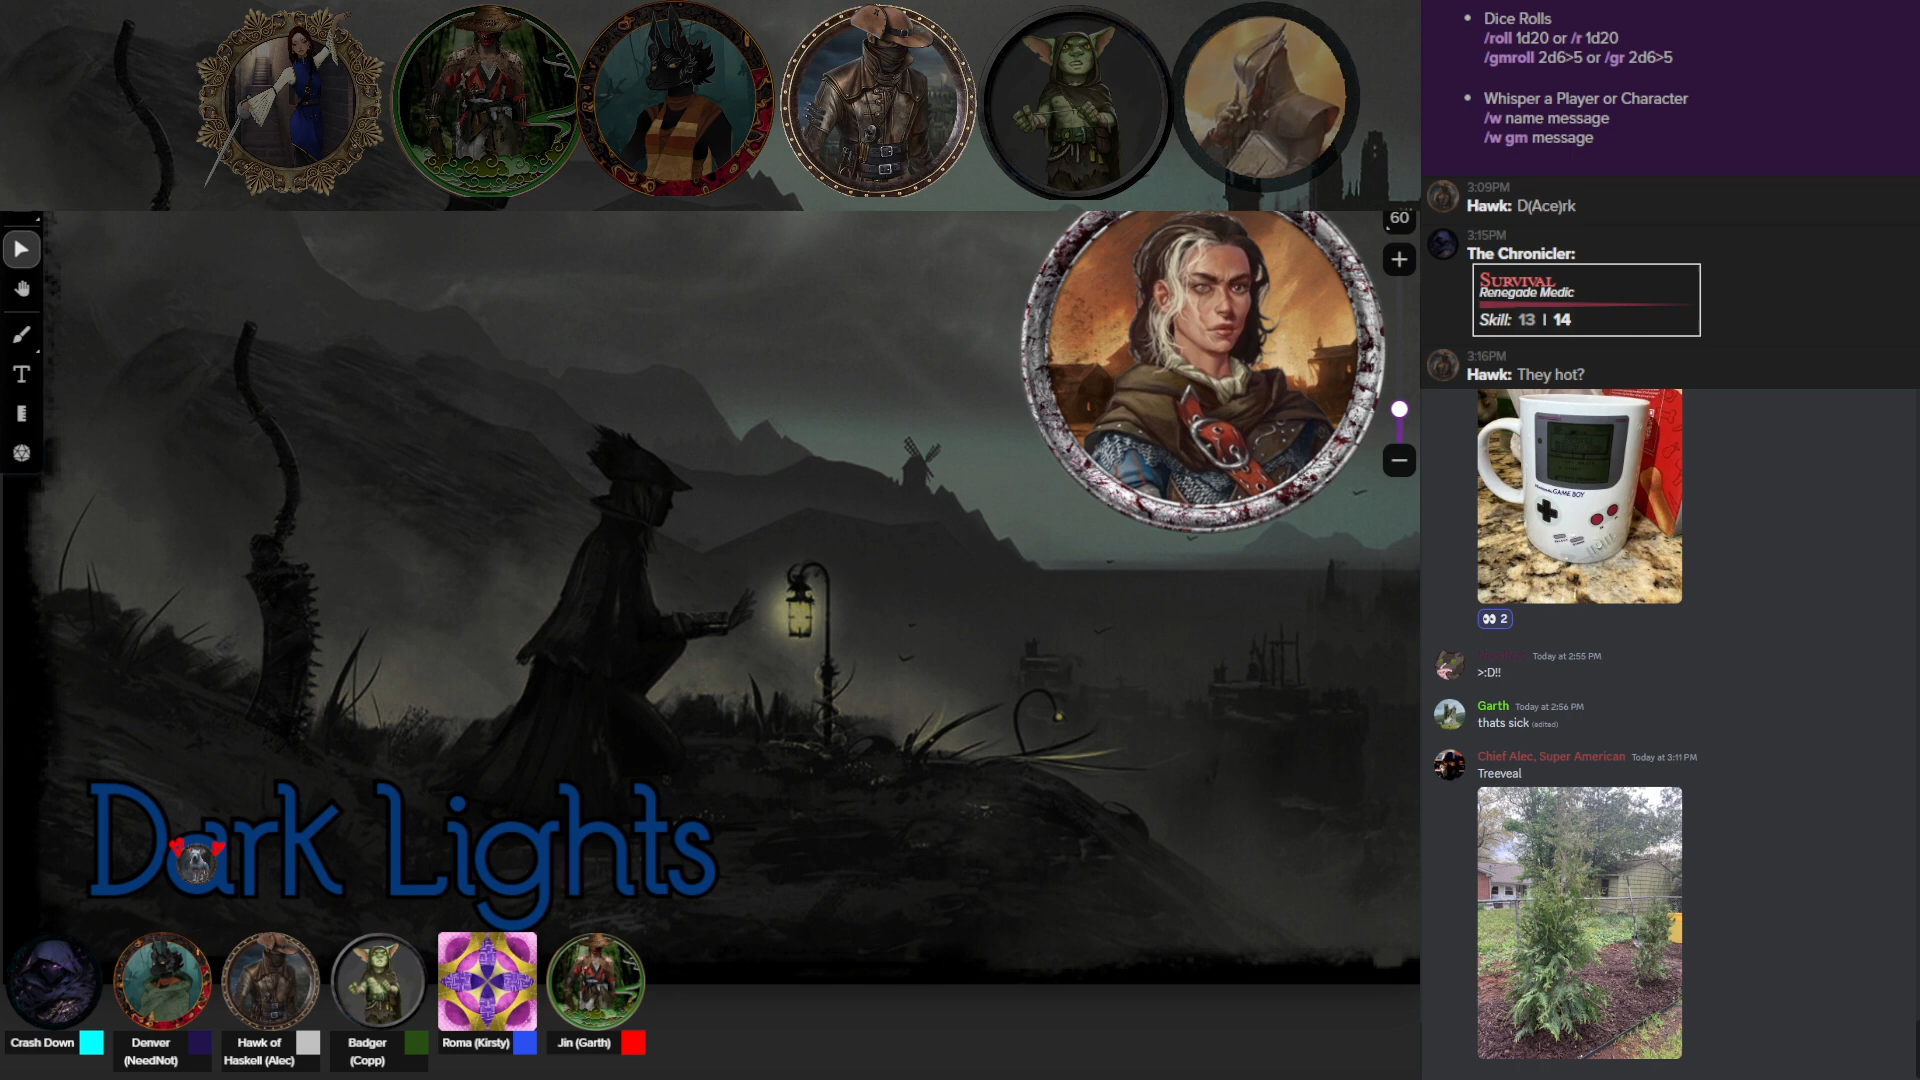 Dice Rolls
/roll 1d20 or /r 1d20
/gmroll 2d6>5 or /gr 2d6>5
Whisper a Player or Character
/w name message
/w gm message
3:09PM
Hawk: D(Ace)rk
3:15PM
The Chronicler:
Survival
Renegade Medic
Skill: 13 | 14
3:16PM
Hawk: They hot?
60
T
GAME BOY
2
Today at 2:55 PM
>:D!!
Garth Today at 2:56 PM
thats sick (edited)
Chief Alec, Super American Today at 3:11 PM
Treeveal
Dark Lights
Crash Down
Denver
(NeedNot)
Hawk of
Haskell (Alec)
Badger
(Copp)
Roma (Kirsty)
Jin (Garth)